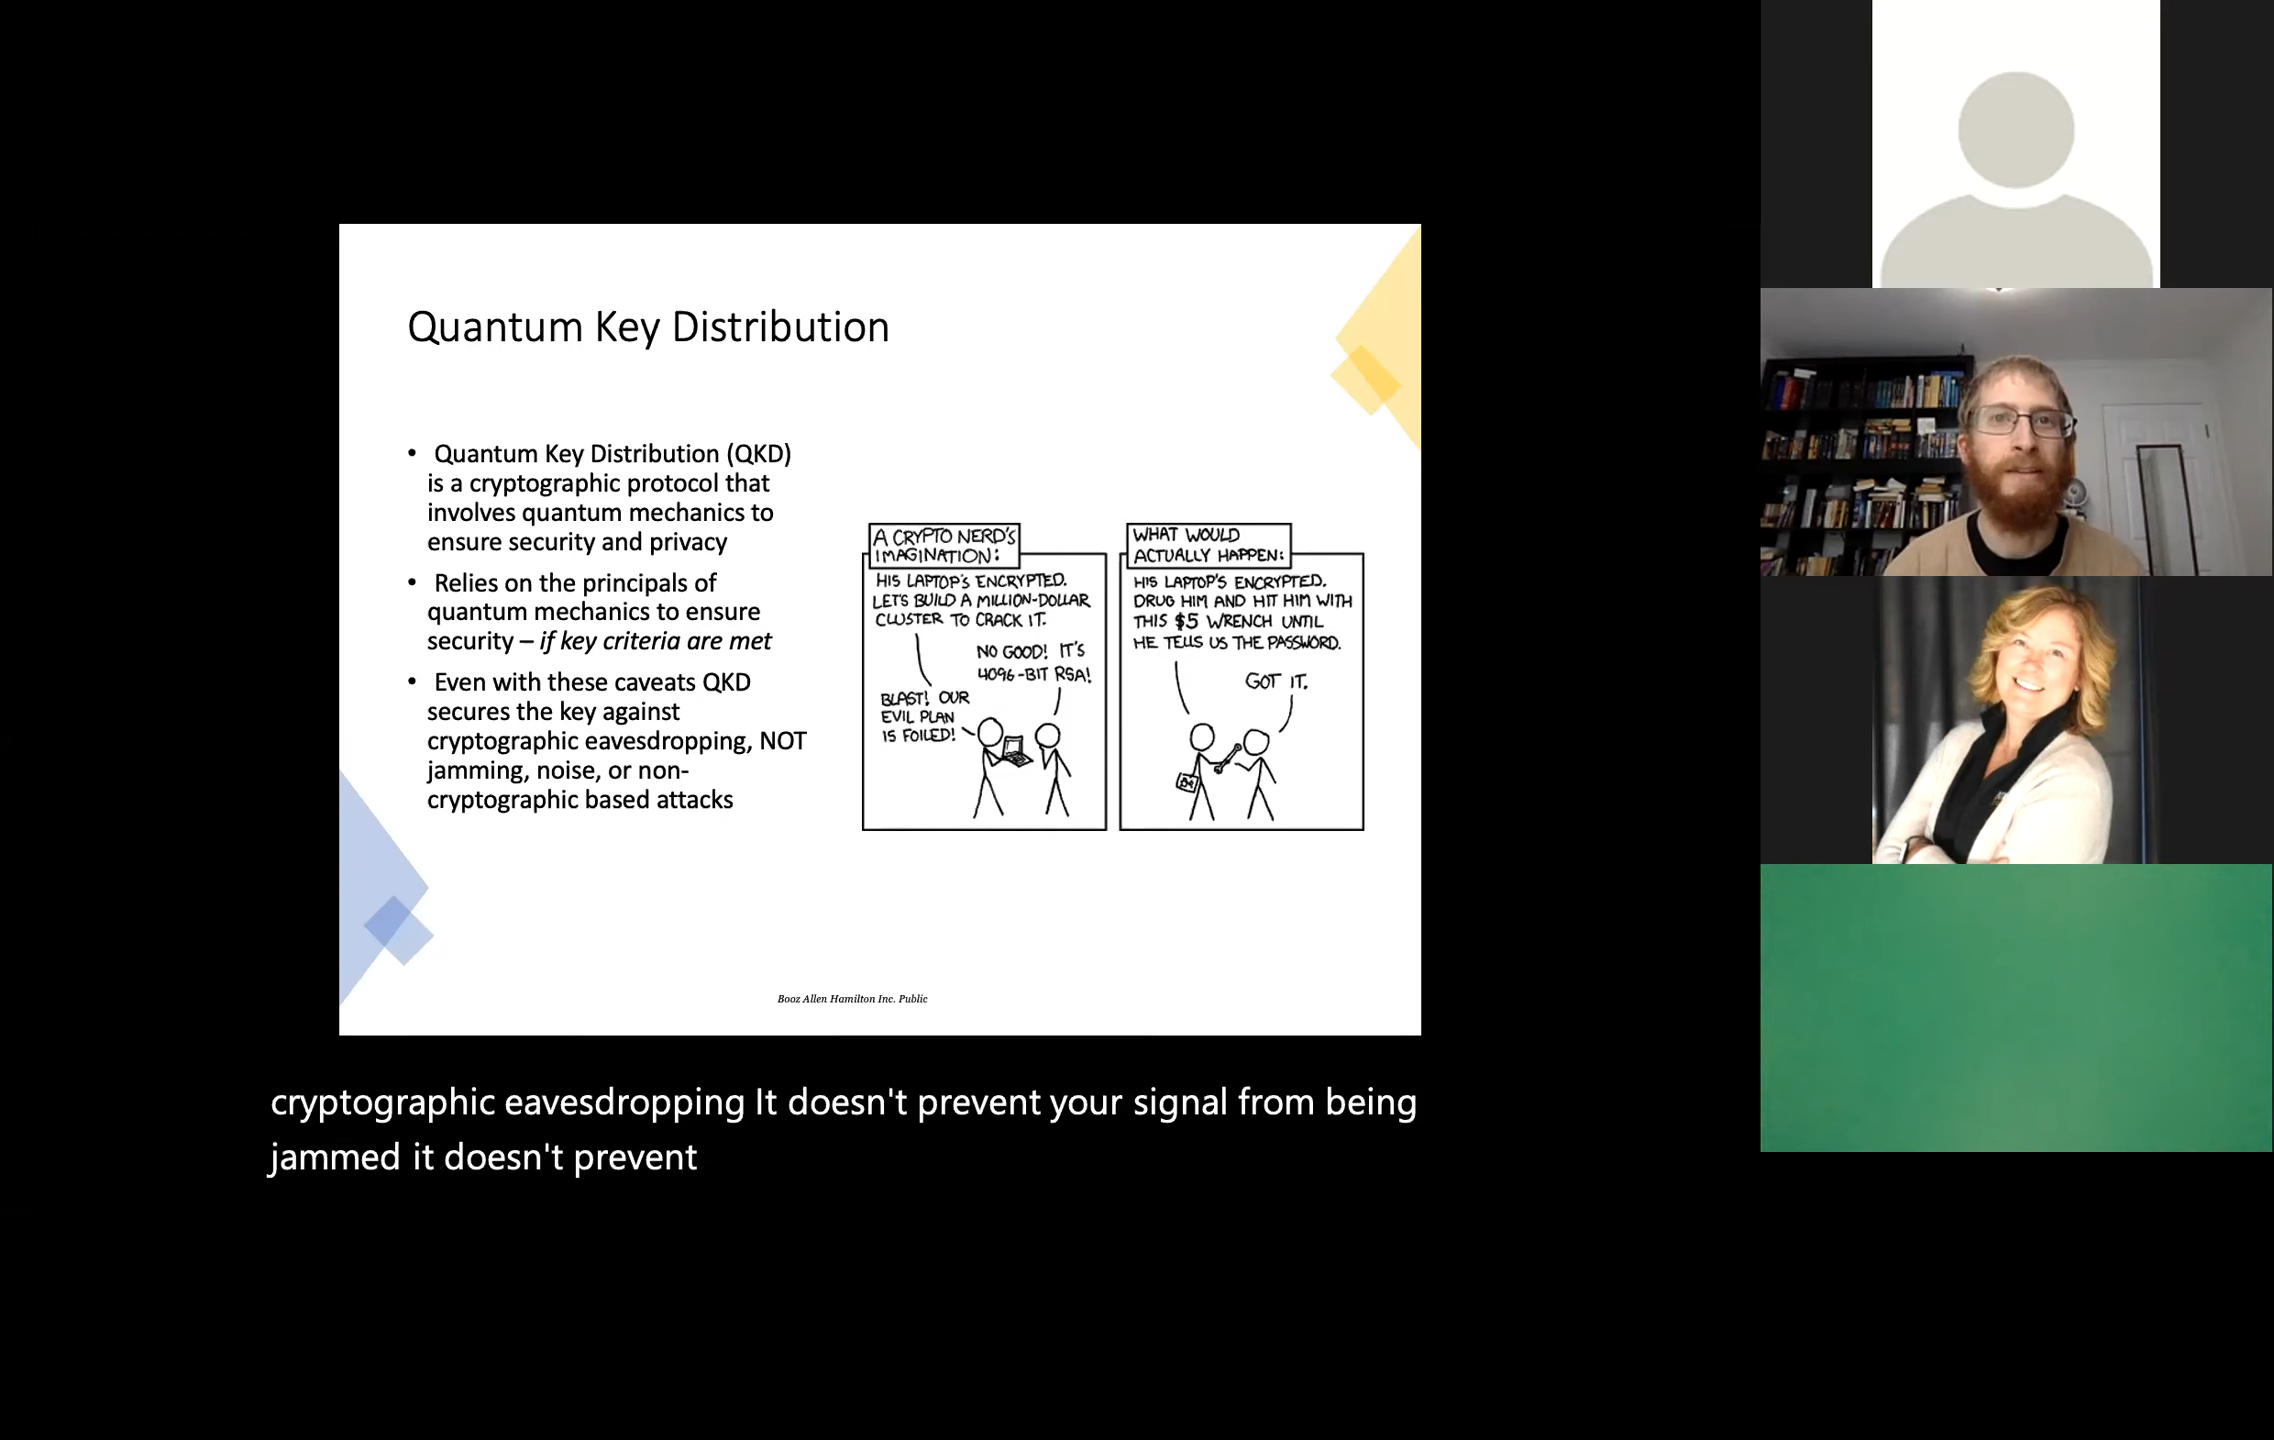 Quantum Key Distribution
• Quantum Key Distribution (QKD)
is a cryptographic protocol that
involves quantum mechanics to
ensure security and privacy
• Relies on the principals of
quantum mechanics to ensure
security – if key criteria are met
• Even with these caveats QKD
secures the key against
cryptographic eavesdropping, NOT
jamming, noise, or non-
cryptographic based attacks
A CRYPTO NERD'S
IMAGINATION:
HIS LAPTOP'S ENCRYPTED.
LET'S BUILD A MILLION-DOLLAR
CLUSTER TO CRACK IT.
NO GOOD! IT'S
4096-BIT RSA!
BLAST! OUR
EVIL PLAN
IS FOILED!
WHAT WOULD
ACTUALLY HAPPEN:
HIS LAPTOP'S ENCRYPTED.
DRUG HIM AND HIT HIM WITH
THIS $5 WRENCH UNTIL
HE TELLS US THE PASSWORD.
GOT IT.
Booz Allen Hamilton Inc. Public
cryptographic eavesdropping It doesn't prevent your signal from being
jammed it doesn't prevent